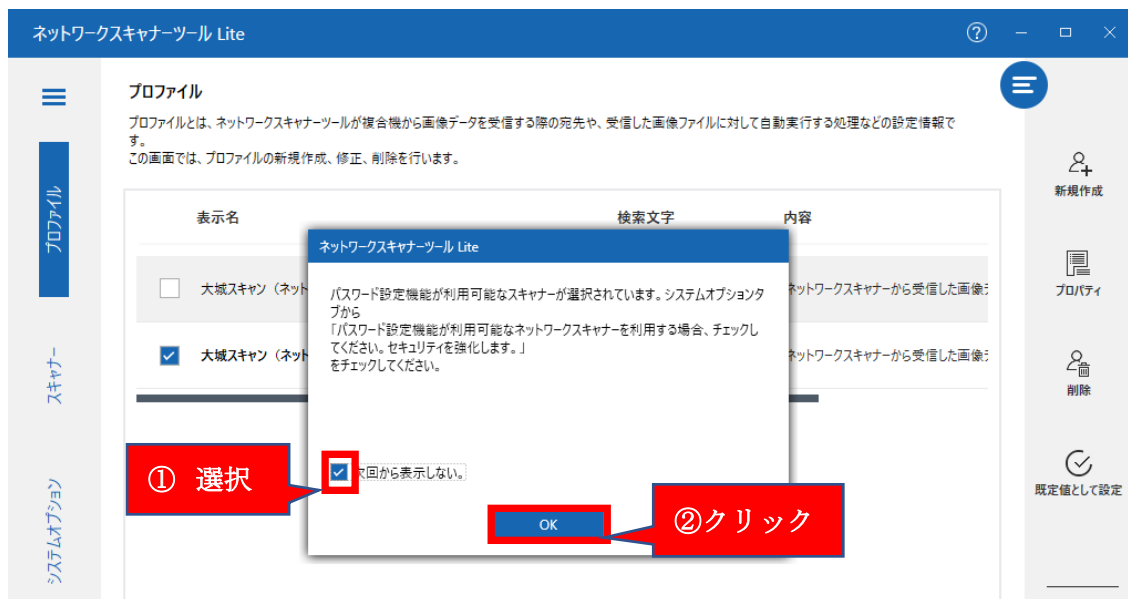 ネットワークスキャナーツール Lite
プロファイル
プロファイルとは、ネットワークスキャナーツールが複合機から画像データを受信する際の宛先や、受信した画像ファイルに対して自動実行する処理などの設定情報で
す。
この画面では、プロファイルの新規作成、修正、削除を行います。
プロファイル
スキャナー
システムオプション
表示名
検索文字
内容
大城スキャン（ネット
ネットワークスキャナーから受信した画像
大城スキャン（ネット
ネットワークスキャナーから受信した画像
ネットワークスキャナーツール Lite
パスワード設定機能が利用可能なスキャナーが選択されています。システムオプションタ
ブから
「パスワード設定機能が利用可能なネットワークスキャナーを利用する場合、チェックし
てください。セキュリティを強化します。」
をチェックしてください。
次回から表示しない。
OK
① 選択
②クリック
新規作成
プロパティ
削除
既定値として設定